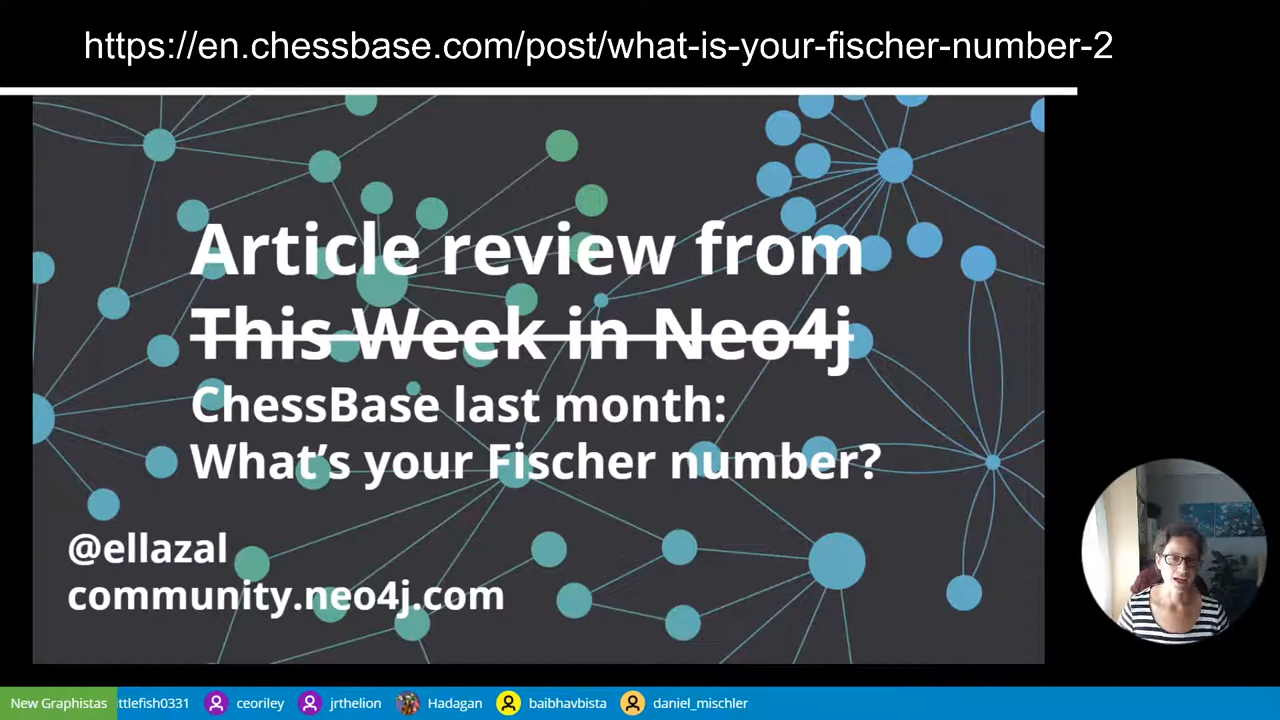 https://en.chessbase.com/post/what-is-your-fischer-number-2
Article review from
This Week in Neo4j
ChessBase last month:
What's your Fischer number?
@ellazal
community.neo4j.com
New Graphistas ittlefish0331 ceoriley jrthelion Hadagan baibhavbista daniel_mischler